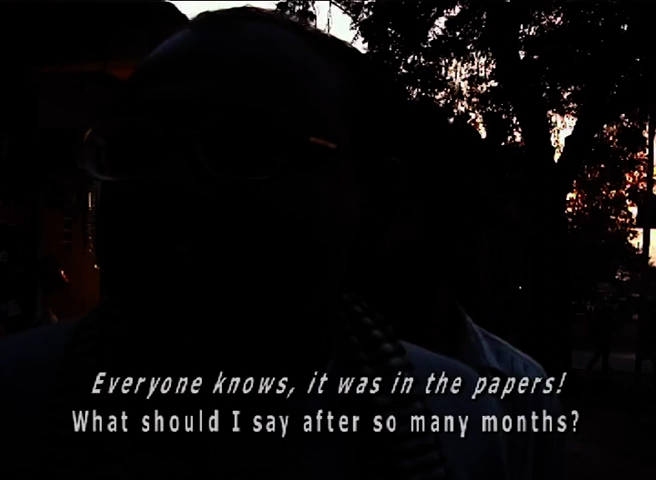 Everyone knows, it was in the papers!
What should I say after so many months?